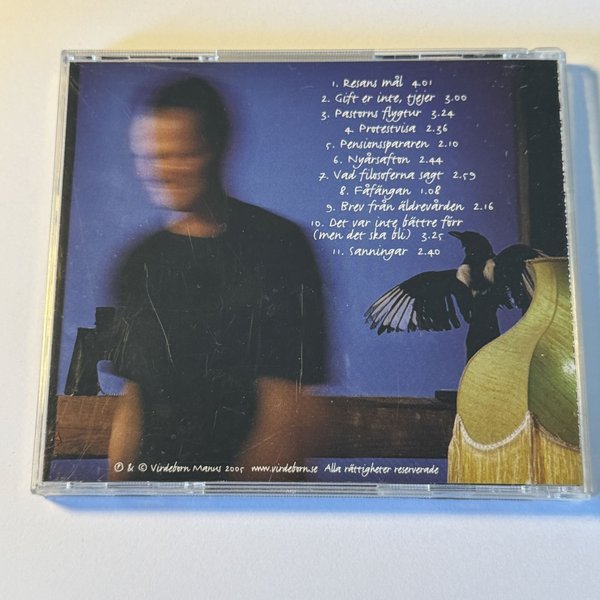 1. Resans mål 4.01
2. Gift er inte, tjejer 3.00
3. Pastorns flygtur 3.24
4. Protestvisa 2.36
5. Pensionsspararen 2.10
6. Nyårsafton 2.44
7. Vad filosoferna sagt 2.59
8. Fåfängan 1.08
9. Brev från äldrevården 2.16
10. Det var inte bättre förr
(men det ska bli) 3.25
11. Sanningar 2.40
℗ & © Virdeborn Manus 2005 www.virdeborn.se Alla rättigheter reserverade